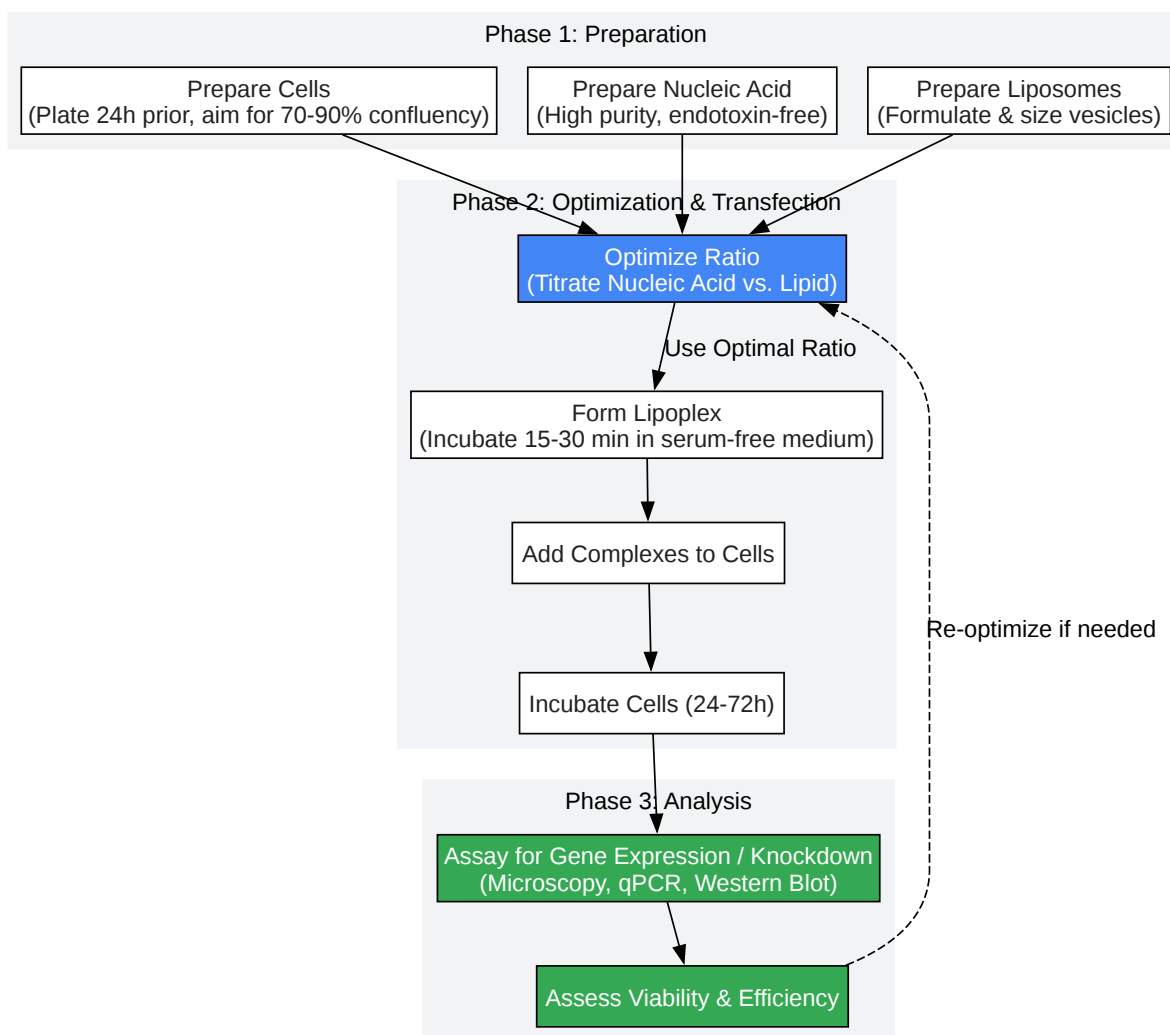 Phase 1: Preparation
Prepare Cells
(Plate 24h prior, aim for 70-90% confluency)
Prepare Nucleic Acid
(High purity, endotoxin-free)
Prepare Liposomes
(Formulate & size vesicles)
Phase 2: Optimization & Transfection
Optimize Ratio
(Titrate Nucleic Acid vs. Lipid)
Use Optimal Ratio
Form Lipoplex
(Incubate 15-30 min in serum-free medium)
Add Complexes to Cells
Re-optimize if needed
Incubate Cells (24-72h)
Phase 3: Analysis
Assay for Gene Expression / Knockdown
(Microscopy, qPCR, Western Blot)
Assess Viability & Efficiency